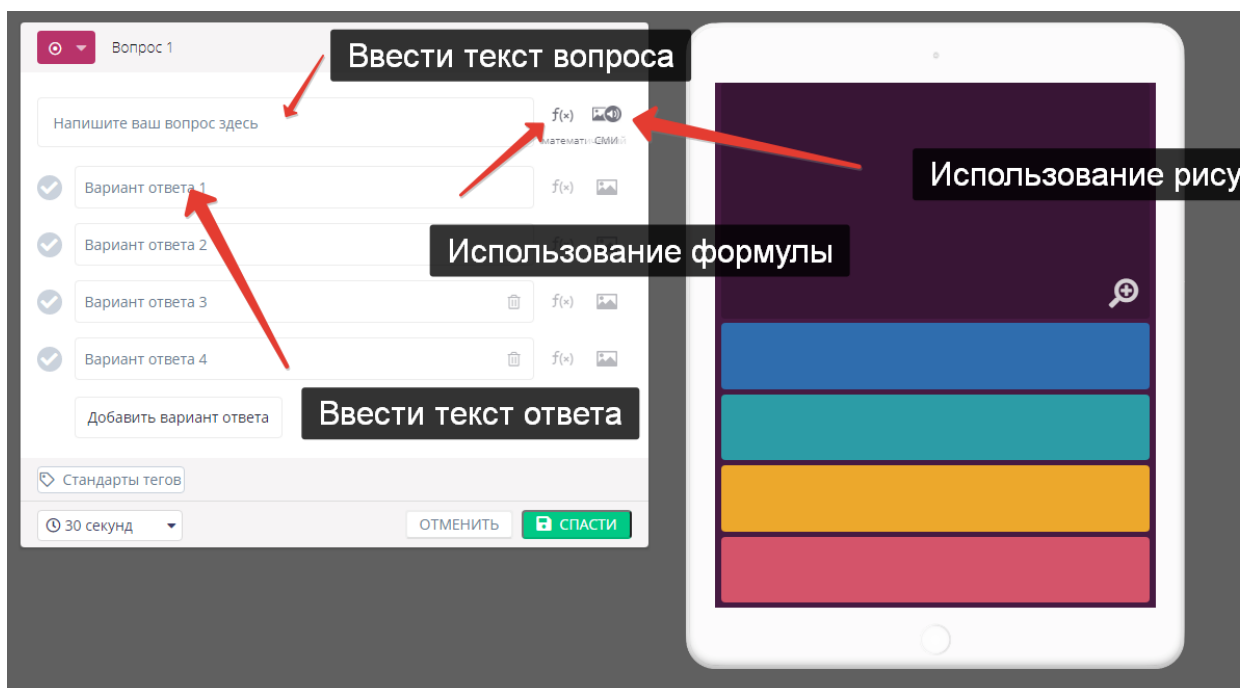 Вопрос 1
Ввести текст вопроса
Напишите ваш вопрос здесь
f(x)
СМИ
Вариант ответа 1
f(x)
Использование рису
Вариант ответа 2
Использование формулы
Вариант ответа 3
f(x)
Вариант ответа 4
f(x)
Добавить вариант ответа
Ввести текст ответа
Стандарты тегов
30 секунд
ОТМЕНИТЬ
СПАСТИ